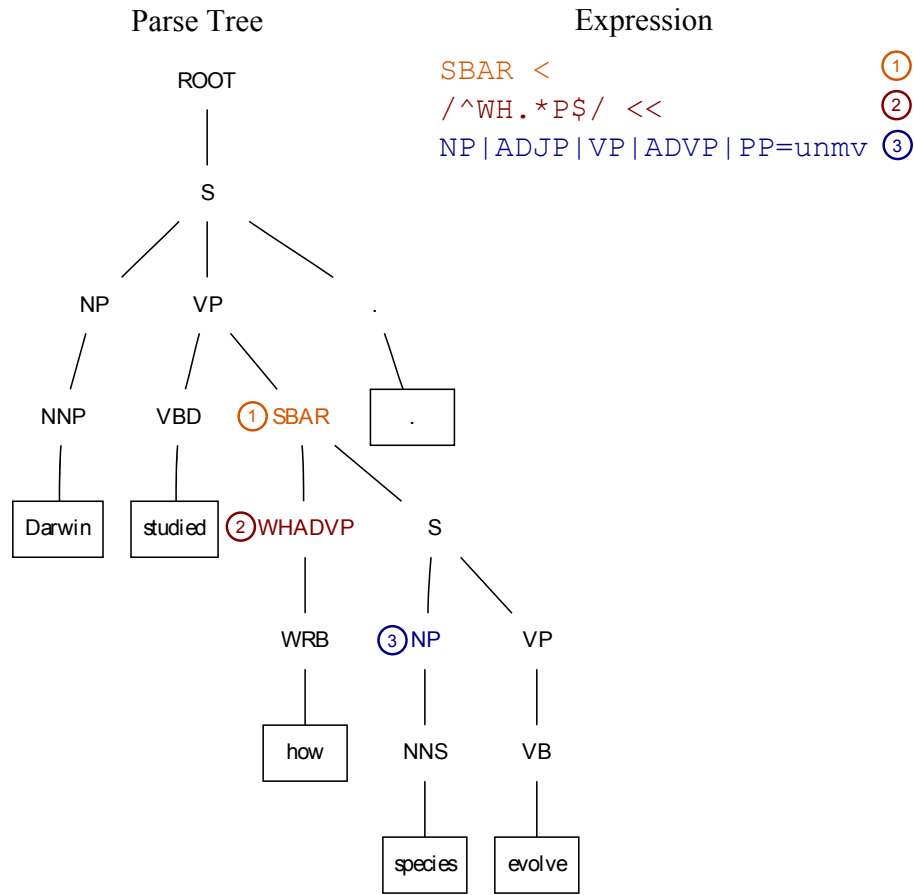 Parse Tree
Expression
SBAR < 1
/^WH.*P$/ << 2
NP|ADJP|VP|ADVP|PP=unmv 3
ROOT
S
NP VP .
NNP VBD 1 SBAR .
Darwin studied 2 WHADVP S
WRB 3 NP VP
how NNS VB
species evolve